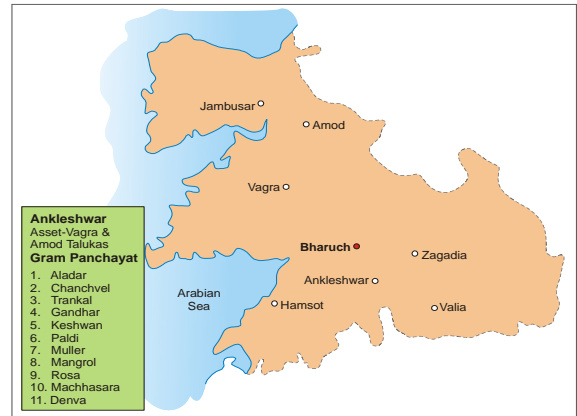 Jambusar
Amod
Vagra
Bharuch
Zagadia
Ankleshwar
Arabian
Sea
Hamsot
Valia
Ankleshwar
Asset-Vagra &
Amod Talukas
Gram Panchayat
1. Aladar
2. Chanchvel
3. Trankal
4. Gandhar
5. Keshwan
6. Paldi
7. Muller
8. Mangrol
9. Rosa
10. Machhasara
11. Denva